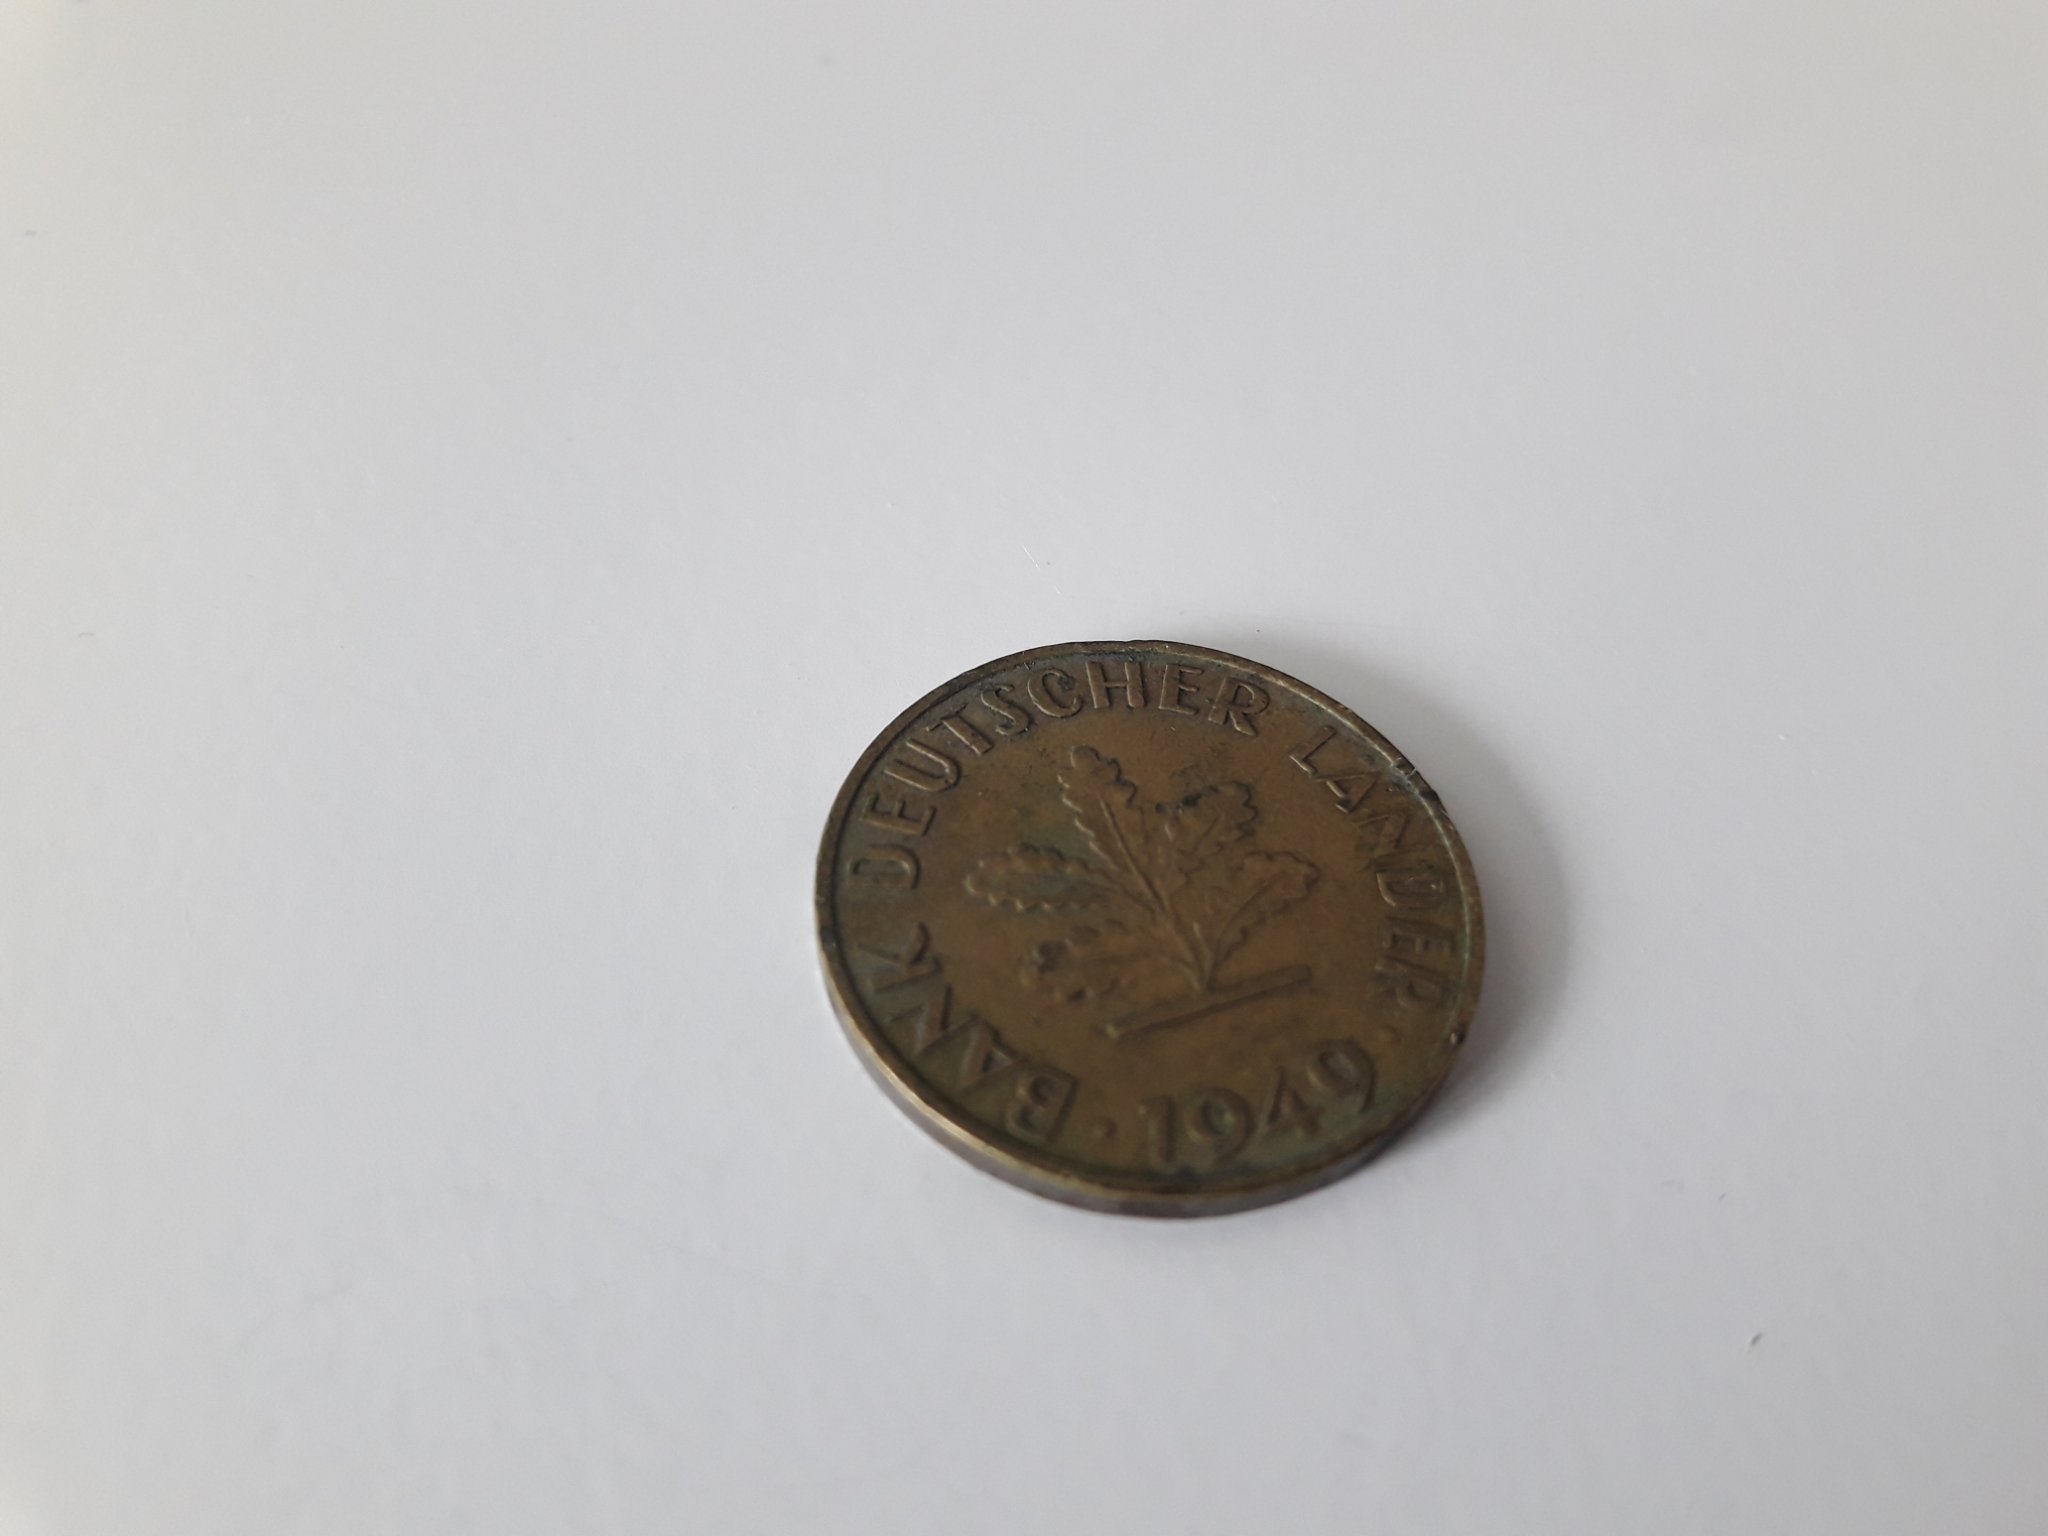 BANK DEUTSCHER LÄNDER
· 1949 ·